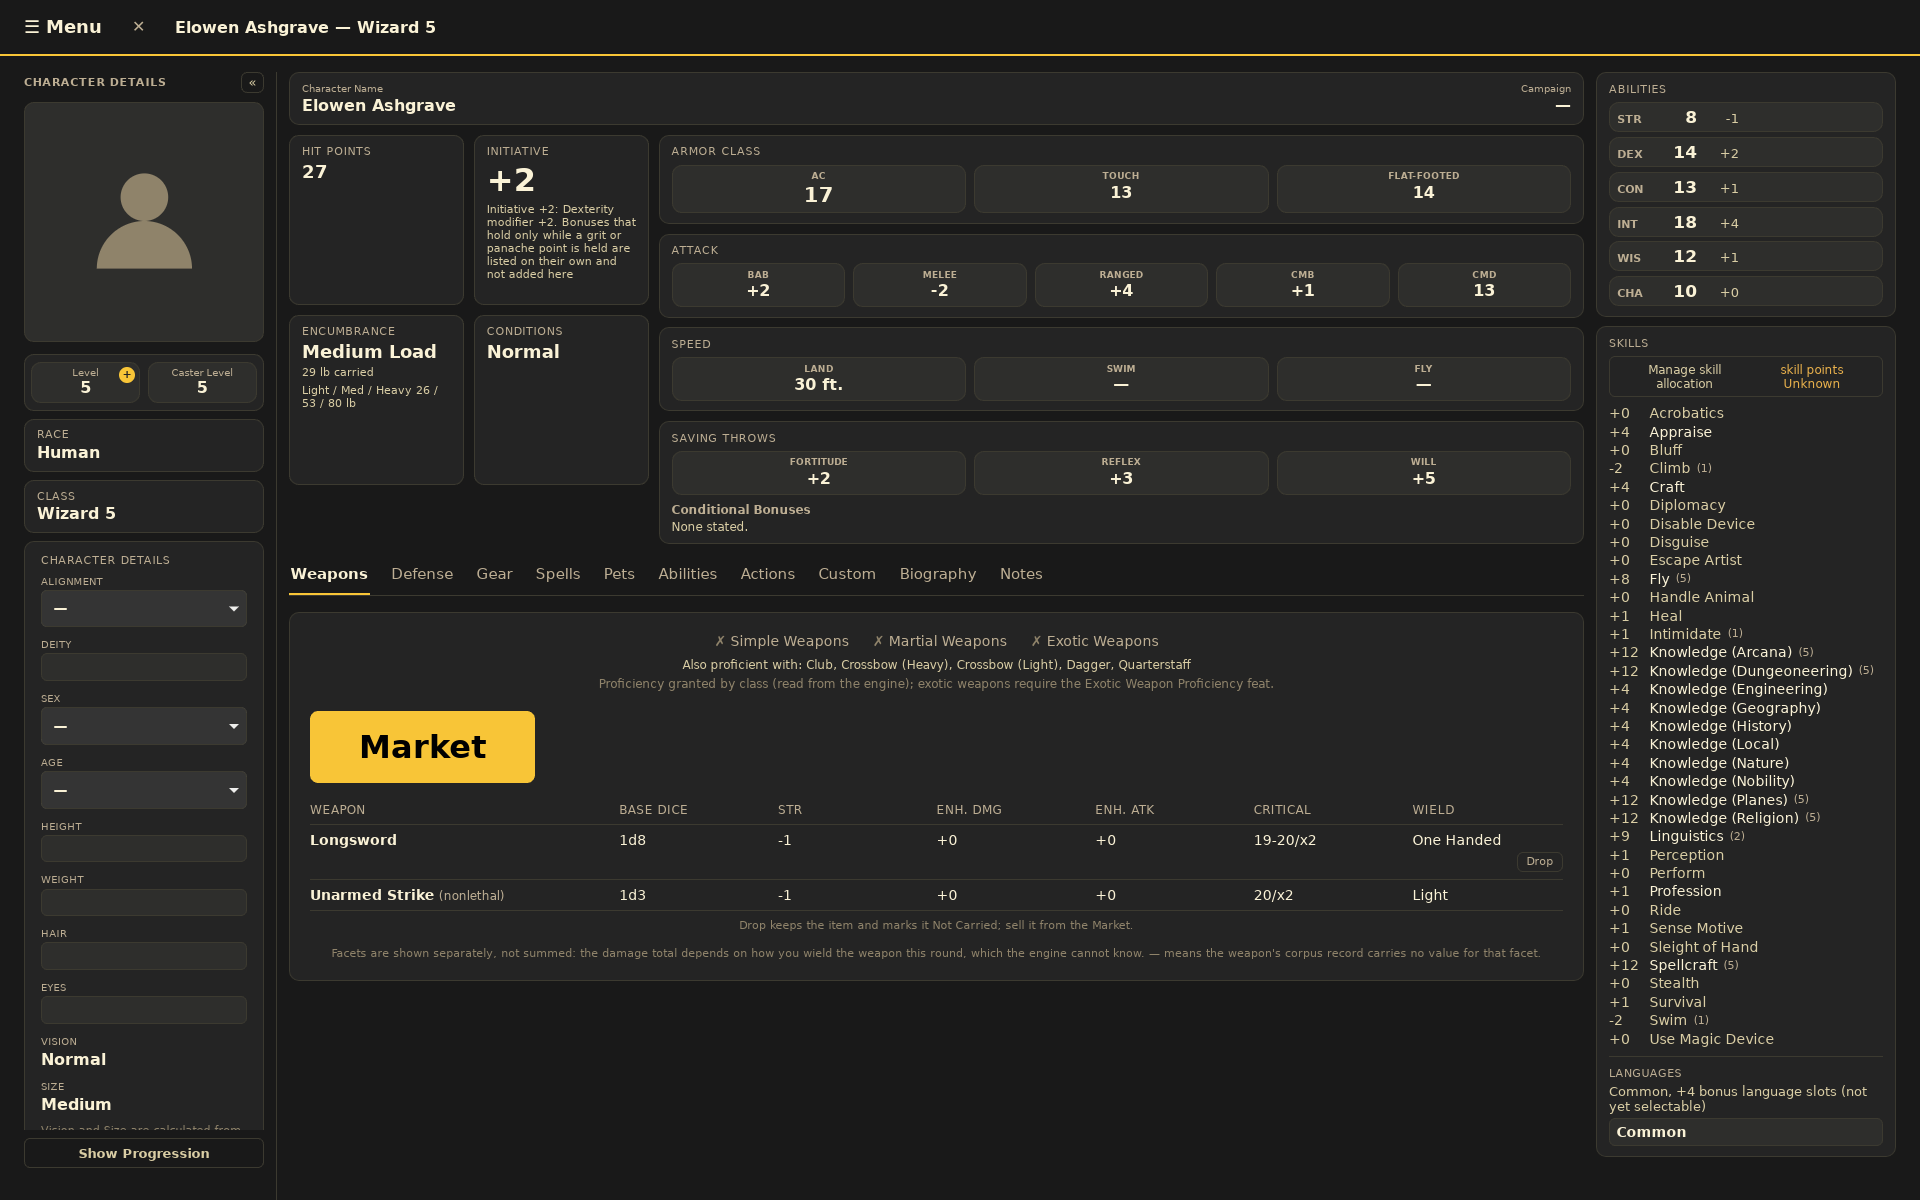 ☰ Menu
✕
Elowen Ashgrave — Wizard 5
CHARACTER DETAILS
«
Level
5
+
Caster Level
5
RACE
Human
CLASS
Wizard 5
CHARACTER DETAILS
ALIGNMENT
—
DEITY
SEX
—
AGE
—
HEIGHT
WEIGHT
HAIR
EYES
VISION
Normal
SIZE
Medium
Vision and Size are calculated from
Show Progression
Character Name
Elowen Ashgrave
Campaign
—
HIT POINTS
27
INITIATIVE
+2
Initiative +2: Dexterity
modifier +2. Bonuses that
hold only while a grit or
panache point is held are
listed on their own and
not added here
ENCUMBRANCE
Medium Load
29 lb carried
Light / Med / Heavy 26 /
53 / 80 lb
CONDITIONS
Normal
ARMOR CLASS
AC
17
TOUCH
13
FLAT-FOOTED
14
ATTACK
BAB
+2
MELEE
-2
RANGED
+4
CMB
+1
CMD
13
SPEED
LAND
30 ft.
SWIM
—
FLY
—
SAVING THROWS
FORTITUDE
+2
REFLEX
+3
WILL
+5
Conditional Bonuses
None stated.
Weapons Defense Gear Spells Pets Abilities Actions Custom Biography Notes
✗ Simple Weapons ✗ Martial Weapons ✗ Exotic Weapons
Also proficient with: Club, Crossbow (Heavy), Crossbow (Light), Dagger, Quarterstaff
Proficiency granted by class (read from the engine); exotic weapons require the Exotic Weapon Proficiency feat.
Market
WEAPON BASE DICE STR ENH. DMG ENH. ATK CRITICAL WIELD
Longsword 1d8 -1 +0 +0 19-20/x2 One Handed
Drop
Unarmed Strike (nonlethal) 1d3 -1 +0 +0 20/x2 Light
Drop keeps the item and marks it Not Carried; sell it from the Market.
Facets are shown separately, not summed: the damage total depends on how you wield the weapon this round, which the engine cannot know. — means the weapon's corpus record carries no value for that facet.
ABILITIES
STR 8 -1
DEX 14 +2
CON 13 +1
INT 18 +4
WIS 12 +1
CHA 10 +0
SKILLS
Manage skill
allocation
skill points
Unknown
+0 Acrobatics
+4 Appraise
+0 Bluff
-2 Climb (1)
+4 Craft
+0 Diplomacy
+0 Disable Device
+0 Disguise
+0 Escape Artist
+8 Fly (5)
+0 Handle Animal
+1 Heal
+1 Intimidate (1)
+12 Knowledge (Arcana) (5)
+12 Knowledge (Dungeoneering) (5)
+4 Knowledge (Engineering)
+4 Knowledge (Geography)
+4 Knowledge (History)
+4 Knowledge (Local)
+4 Knowledge (Nature)
+4 Knowledge (Nobility)
+12 Knowledge (Planes) (5)
+12 Knowledge (Religion) (5)
+9 Linguistics (2)
+1 Perception
+0 Perform
+1 Profession
+0 Ride
+1 Sense Motive
+0 Sleight of Hand
+12 Spellcraft (5)
+0 Stealth
+1 Survival
-2 Swim (1)
+0 Use Magic Device
LANGUAGES
Common, +4 bonus language slots (not
yet selectable)
Common